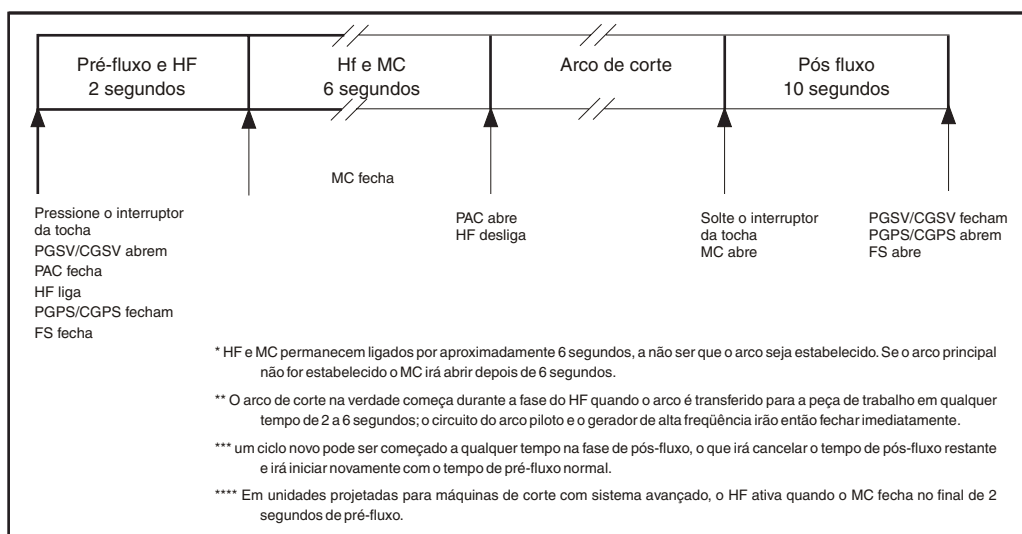 Pré-fluxo e HF
2 segundos
Hf e MC
6 segundos
Arco de corte
Pós fluxo
10 segundos
MC fecha
Pressione o interruptor
da tocha
PGSV/CGSV abrem
PAC fecha
HF liga
PGPS/CGPS fecham
FS fecha
PAC abre
HF desliga
Solte o interruptor
da tocha
MC abre
PGSV/CGSV fecham
PGPS/CGPS abrem
FS abre
* HF e MC permanecem ligados por aproximadamente 6 segundos, a não ser que o arco seja estabelecido. Se o arco principal
não for estabelecido o MC irá abrir depois de 6 segundos.
** O arco de corte na verdade começa durante a fase do HF quando o arco é transferido para a peça de trabalho em qualquer
tempo de 2 a 6 segundos; o circuito do arco piloto e o gerador de alta freqüência irão então fechar imediatamente.
*** um ciclo novo pode ser começado a qualquer tempo na fase de pós-fluxo, o que irá cancelar o tempo de pós-fluxo restante
e irá iniciar novamente com o tempo de pré-fluxo normal.
**** Em unidades projetadas para máquinas de corte com sistema avançado, o HF ativa quando o MC fecha no final de 2
segundos de pré-fluxo.